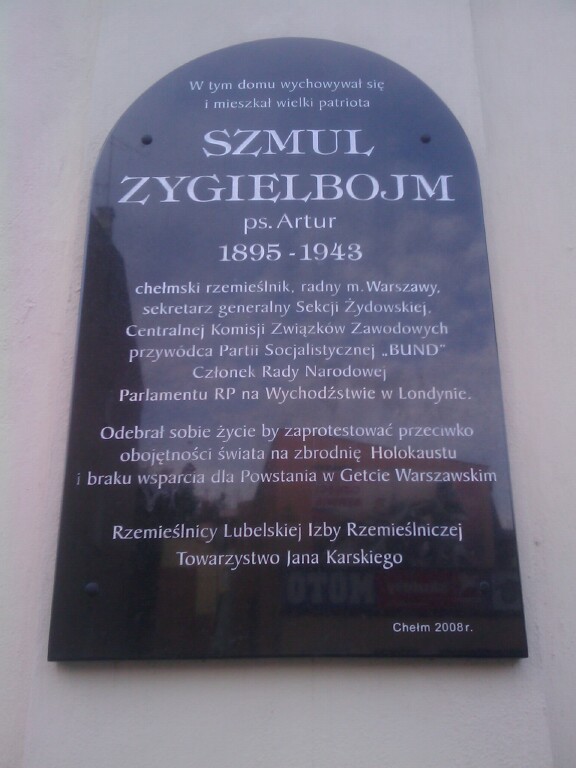 W tym domu wychowywał się
i mieszkał wielki patriota
SZMUL
ZYGIELBOJM
ps. Artur
1895 - 1943
chełmski rzemieślnik, radny m. Warszawy,
sekretarz generalny Sekcji Żydowskiej,
Centralnej Komisji Związków Zawodowych
przywódca Partii Socjalistycznej „BUND”
Członek Rady Narodowej
Parlamentu RP na Wychodźstwie w Londynie.
Odebrał sobie życie by zaprotestować przeciwko
obojętności świata na zbrodnię Holokaustu
i braku wsparcia dla Powstania w Getcie Warszawskim
Rzemieślnicy Lubelskiej Izby Rzemieślniczej
Towarzystwo Jana Karskiego
Chełm 2008 r.